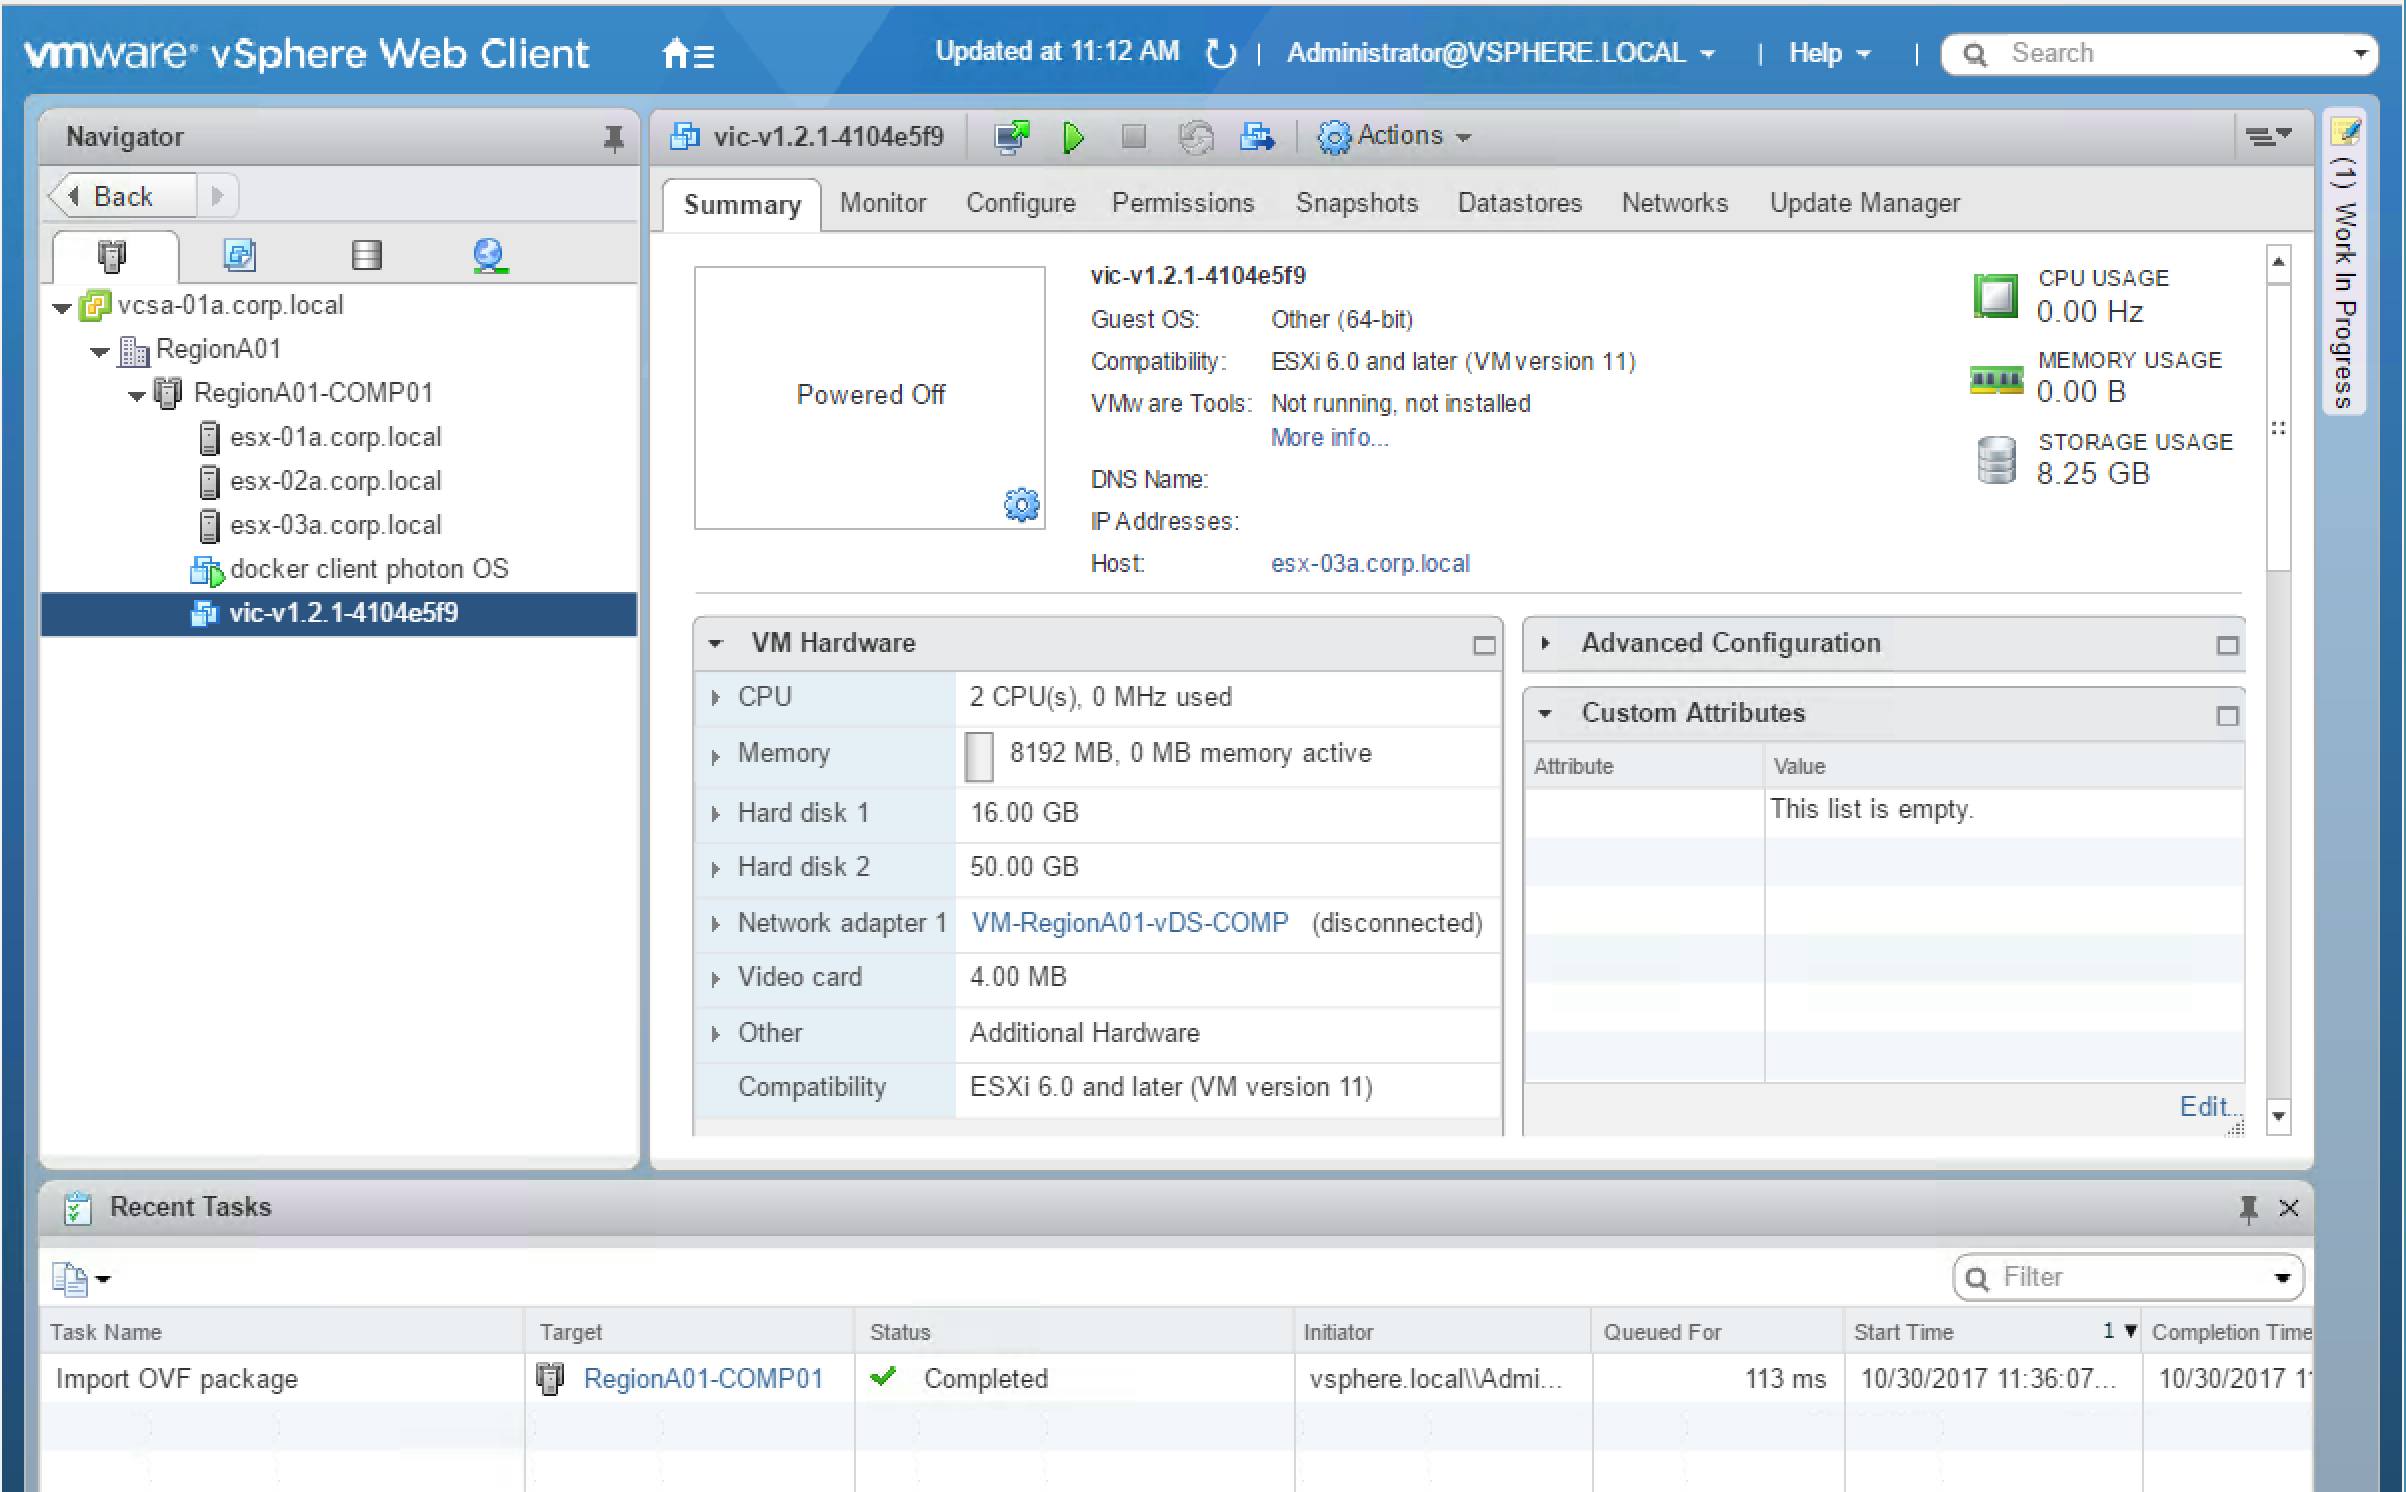 vmware® vSphere Web Client
Updated at 11:12 AM
Administrator@VSPHERE.LOCAL
Help
Search
Navigator
Back
vcsa-01a.corp.local
RegionA01
RegionA01-COMP01
esx-01a.corp.local
esx-02a.corp.local
esx-03a.corp.local
docker client photon OS
vic-v1.2.1-4104e5f9
vic-v1.2.1-4104e5f9
Actions
Summary Monitor Configure Permissions Snapshots Datastores Networks Update Manager
Powered Off
vic-v1.2.1-4104e5f9
Guest OS: Other (64-bit)
Compatibility: ESXi 6.0 and later (VM version 11)
VMware Tools: Not running, not installed
More info...
DNS Name:
IP Addresses:
Host: esx-03a.corp.local
CPU USAGE
0.00 Hz
MEMORY USAGE
0.00 B
STORAGE USAGE
8.25 GB
(1) Work In Progress
VM Hardware
CPU 2 CPU(s), 0 MHz used
Memory 8192 MB, 0 MB memory active
Hard disk 1 16.00 GB
Hard disk 2 50.00 GB
Network adapter 1 VM-RegionA01-vDS-COMP (disconnected)
Video card 4.00 MB
Other Additional Hardware
Compatibility ESXi 6.0 and later (VM version 11)
Advanced Configuration
Custom Attributes
Attribute Value
This list is empty.
Edit...
Recent Tasks
Filter
Task Name Target Status Initiator Queued For Start Time 1 Completion Time
Import OVF package RegionA01-COMP01 Completed vsphere.local\\Admi... 113 ms 10/30/2017 11:36:07... 10/30/2017 1